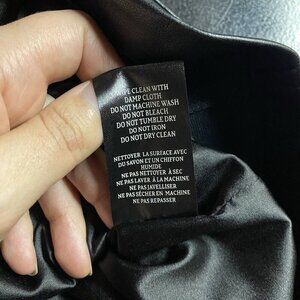 CLEAN WITH
DAMP CLOTH
DO NOT MACHINE WASH
DO NOT BLEACH
DO NOT TUMBLE DRY
DO NOT IRON
DO NOT DRY CLEAN
NETTOYER LA SURFACE AVEC
DU SAVON ET UN CHIFFON
HUMIDE
NE PAS NETTOYER À SEC
NE PAS LAVER À LA MACHINE
NE PAS JAVELLISER
NE PAS SÉCHER EN MACHINE
NE PAS REPASSER